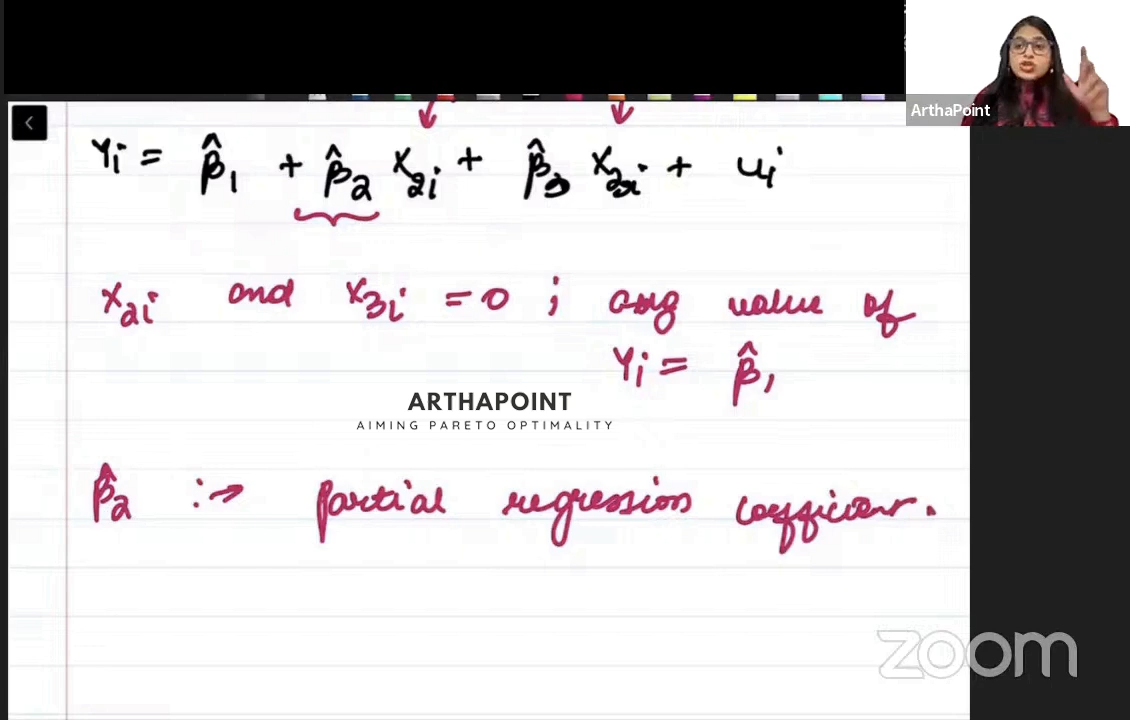 ArthaPoint
Yi = β̂1 + β̂2 X2i + β̂3 X3i + ui
X2i and X3i = 0 ; avg value of
Yi = β̂1
ARTHAPOINT
AIMING PARETO OPTIMALITY
β̂2 :→ partial regression coefficient.
zoom